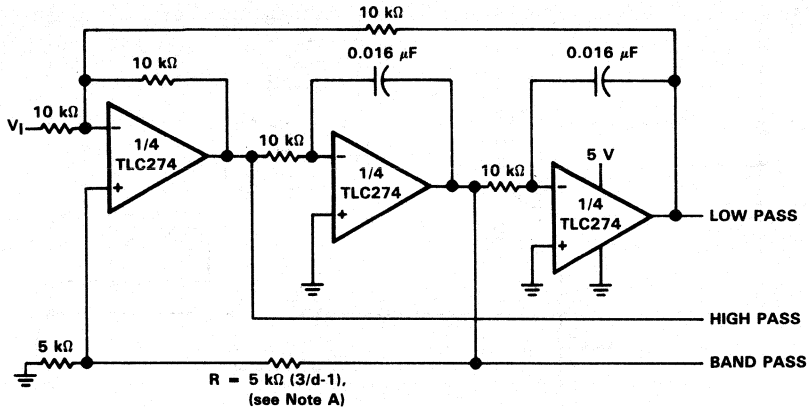 10 kΩ
10 kΩ
0.016 μF
0.016 μF
VI
10 kΩ
−
1/4
TLC274
+
10 kΩ
−
1/4
TLC274
+
10 kΩ
5 V
−
1/4
TLC274
+
LOW PASS
HIGH PASS
5 kΩ
BAND PASS
R = 5 kΩ (3/d-1),
(see Note A)